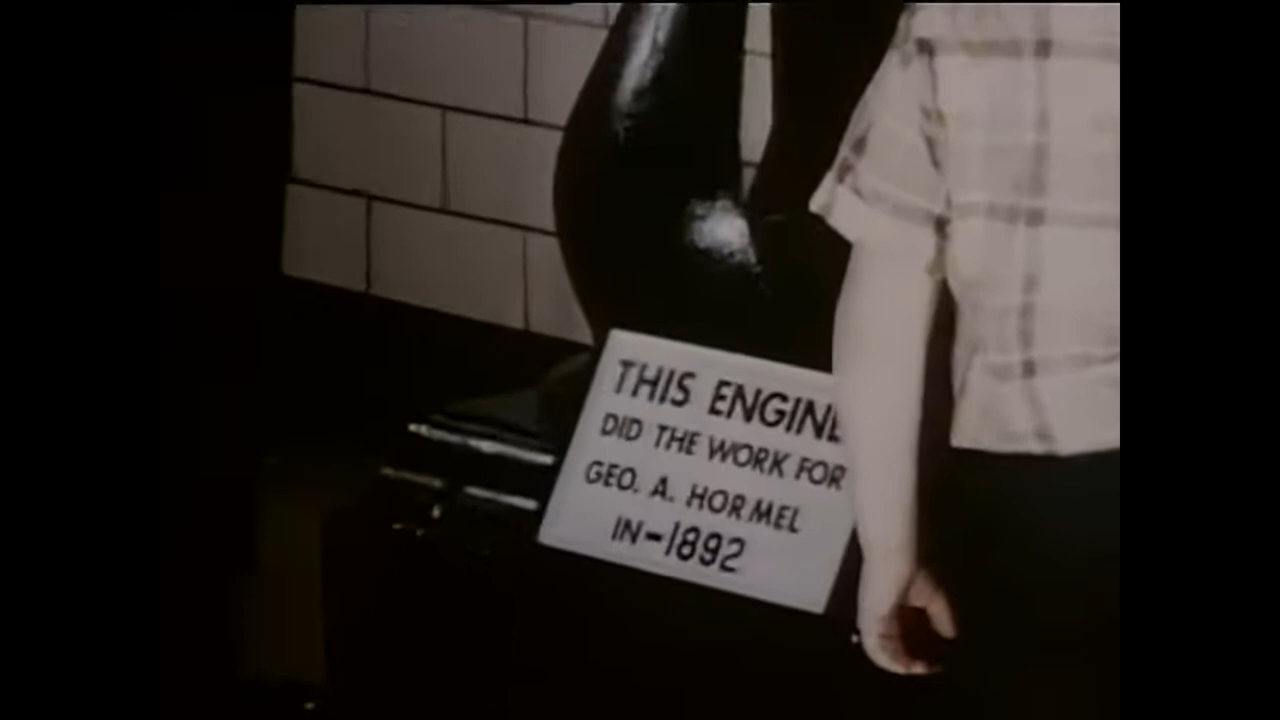 THIS ENGINE
DID THE WORK FOR
GEO. A. HORMEL
IN-1892